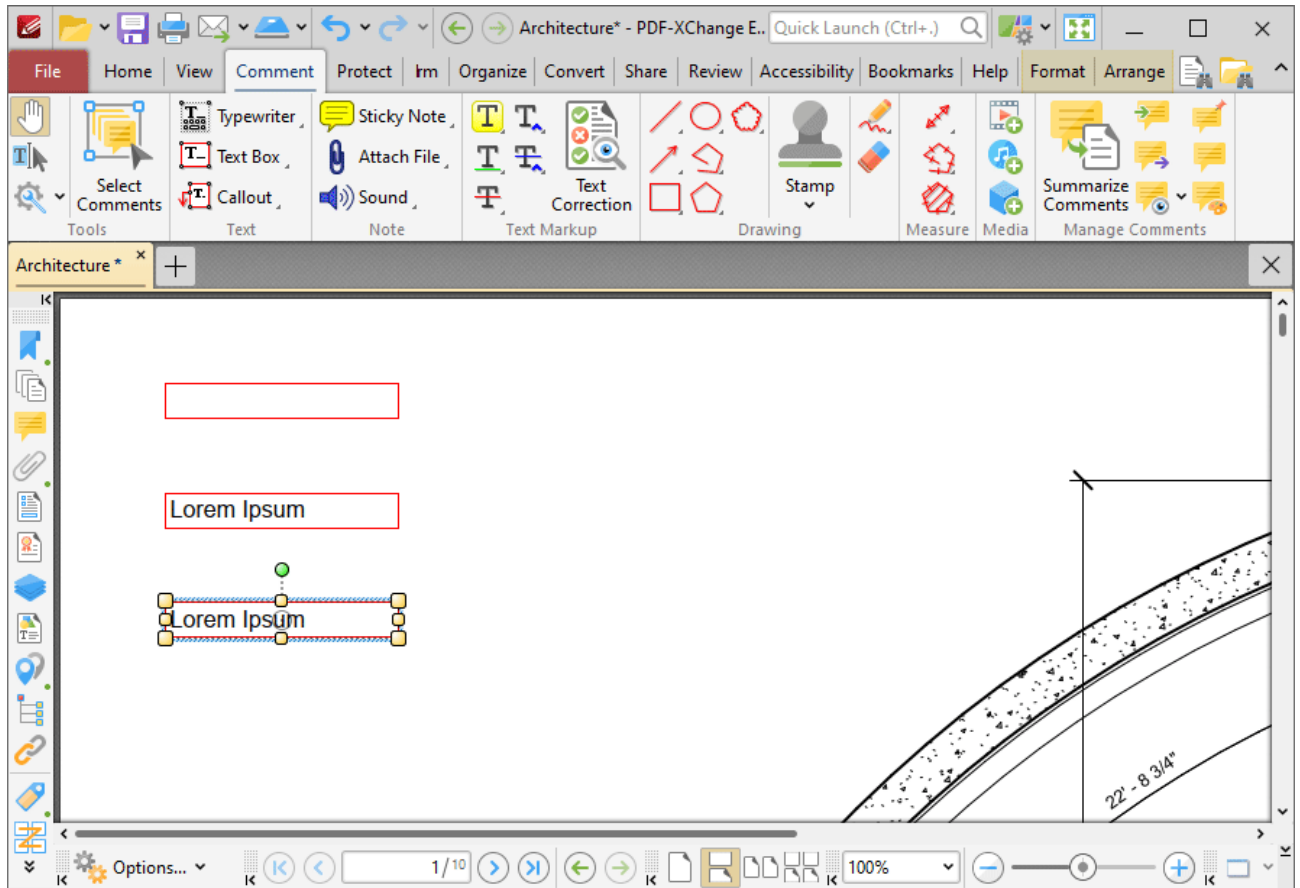 Architecture* - PDF-XChange E..
Quick Launch (Ctrl+.)
File Home View Comment Protect Irm Organize Convert Share Review Accessibility Bookmarks Help Format Arrange
Typewriter
Text Box
Callout
Sticky Note
Attach File
Sound
Select
Comments
Text
Correction
Stamp
Summarize
Comments
Tools Text Note Text Markup Drawing Measure Media Manage Comments
Architecture *
Lorem Ipsum
Lorem Ipsum
22' - 8 3/4"
Options... 1/10 100%